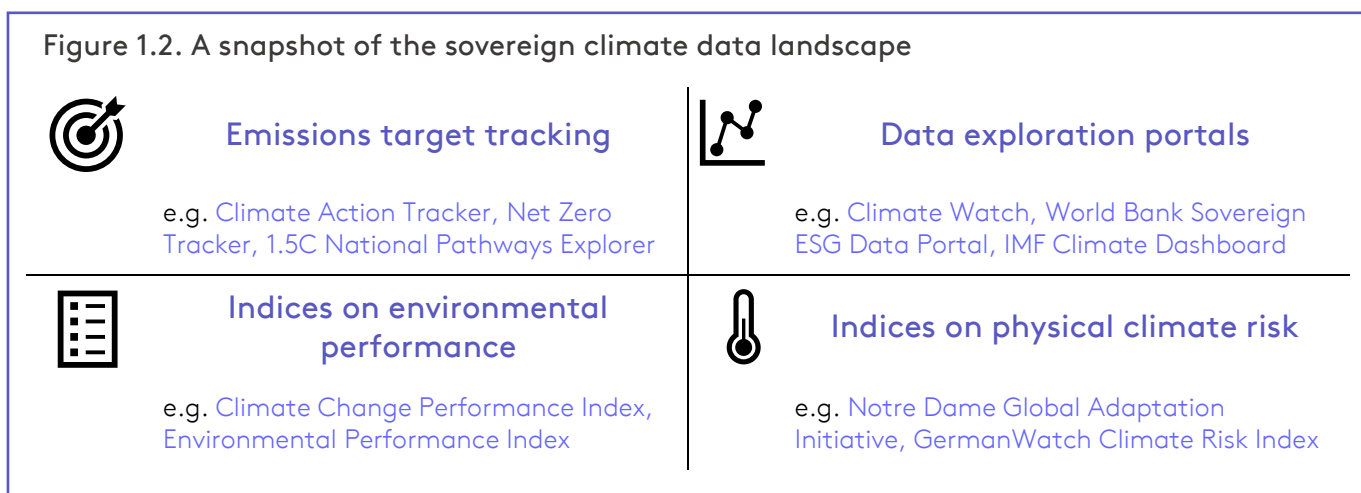 Figure 1.2. A snapshot of the sovereign climate data landscape
Emissions target tracking
e.g. Climate Action Tracker, Net Zero
Tracker, 1.5C National Pathways Explorer
Data exploration portals
e.g. Climate Watch, World Bank Sovereign
ESG Data Portal, IMF Climate Dashboard
Indices on environmental
performance
e.g. Climate Change Performance Index,
Environmental Performance Index
Indices on physical climate risk
e.g. Notre Dame Global Adaptation
Initiative, GermanWatch Climate Risk Index